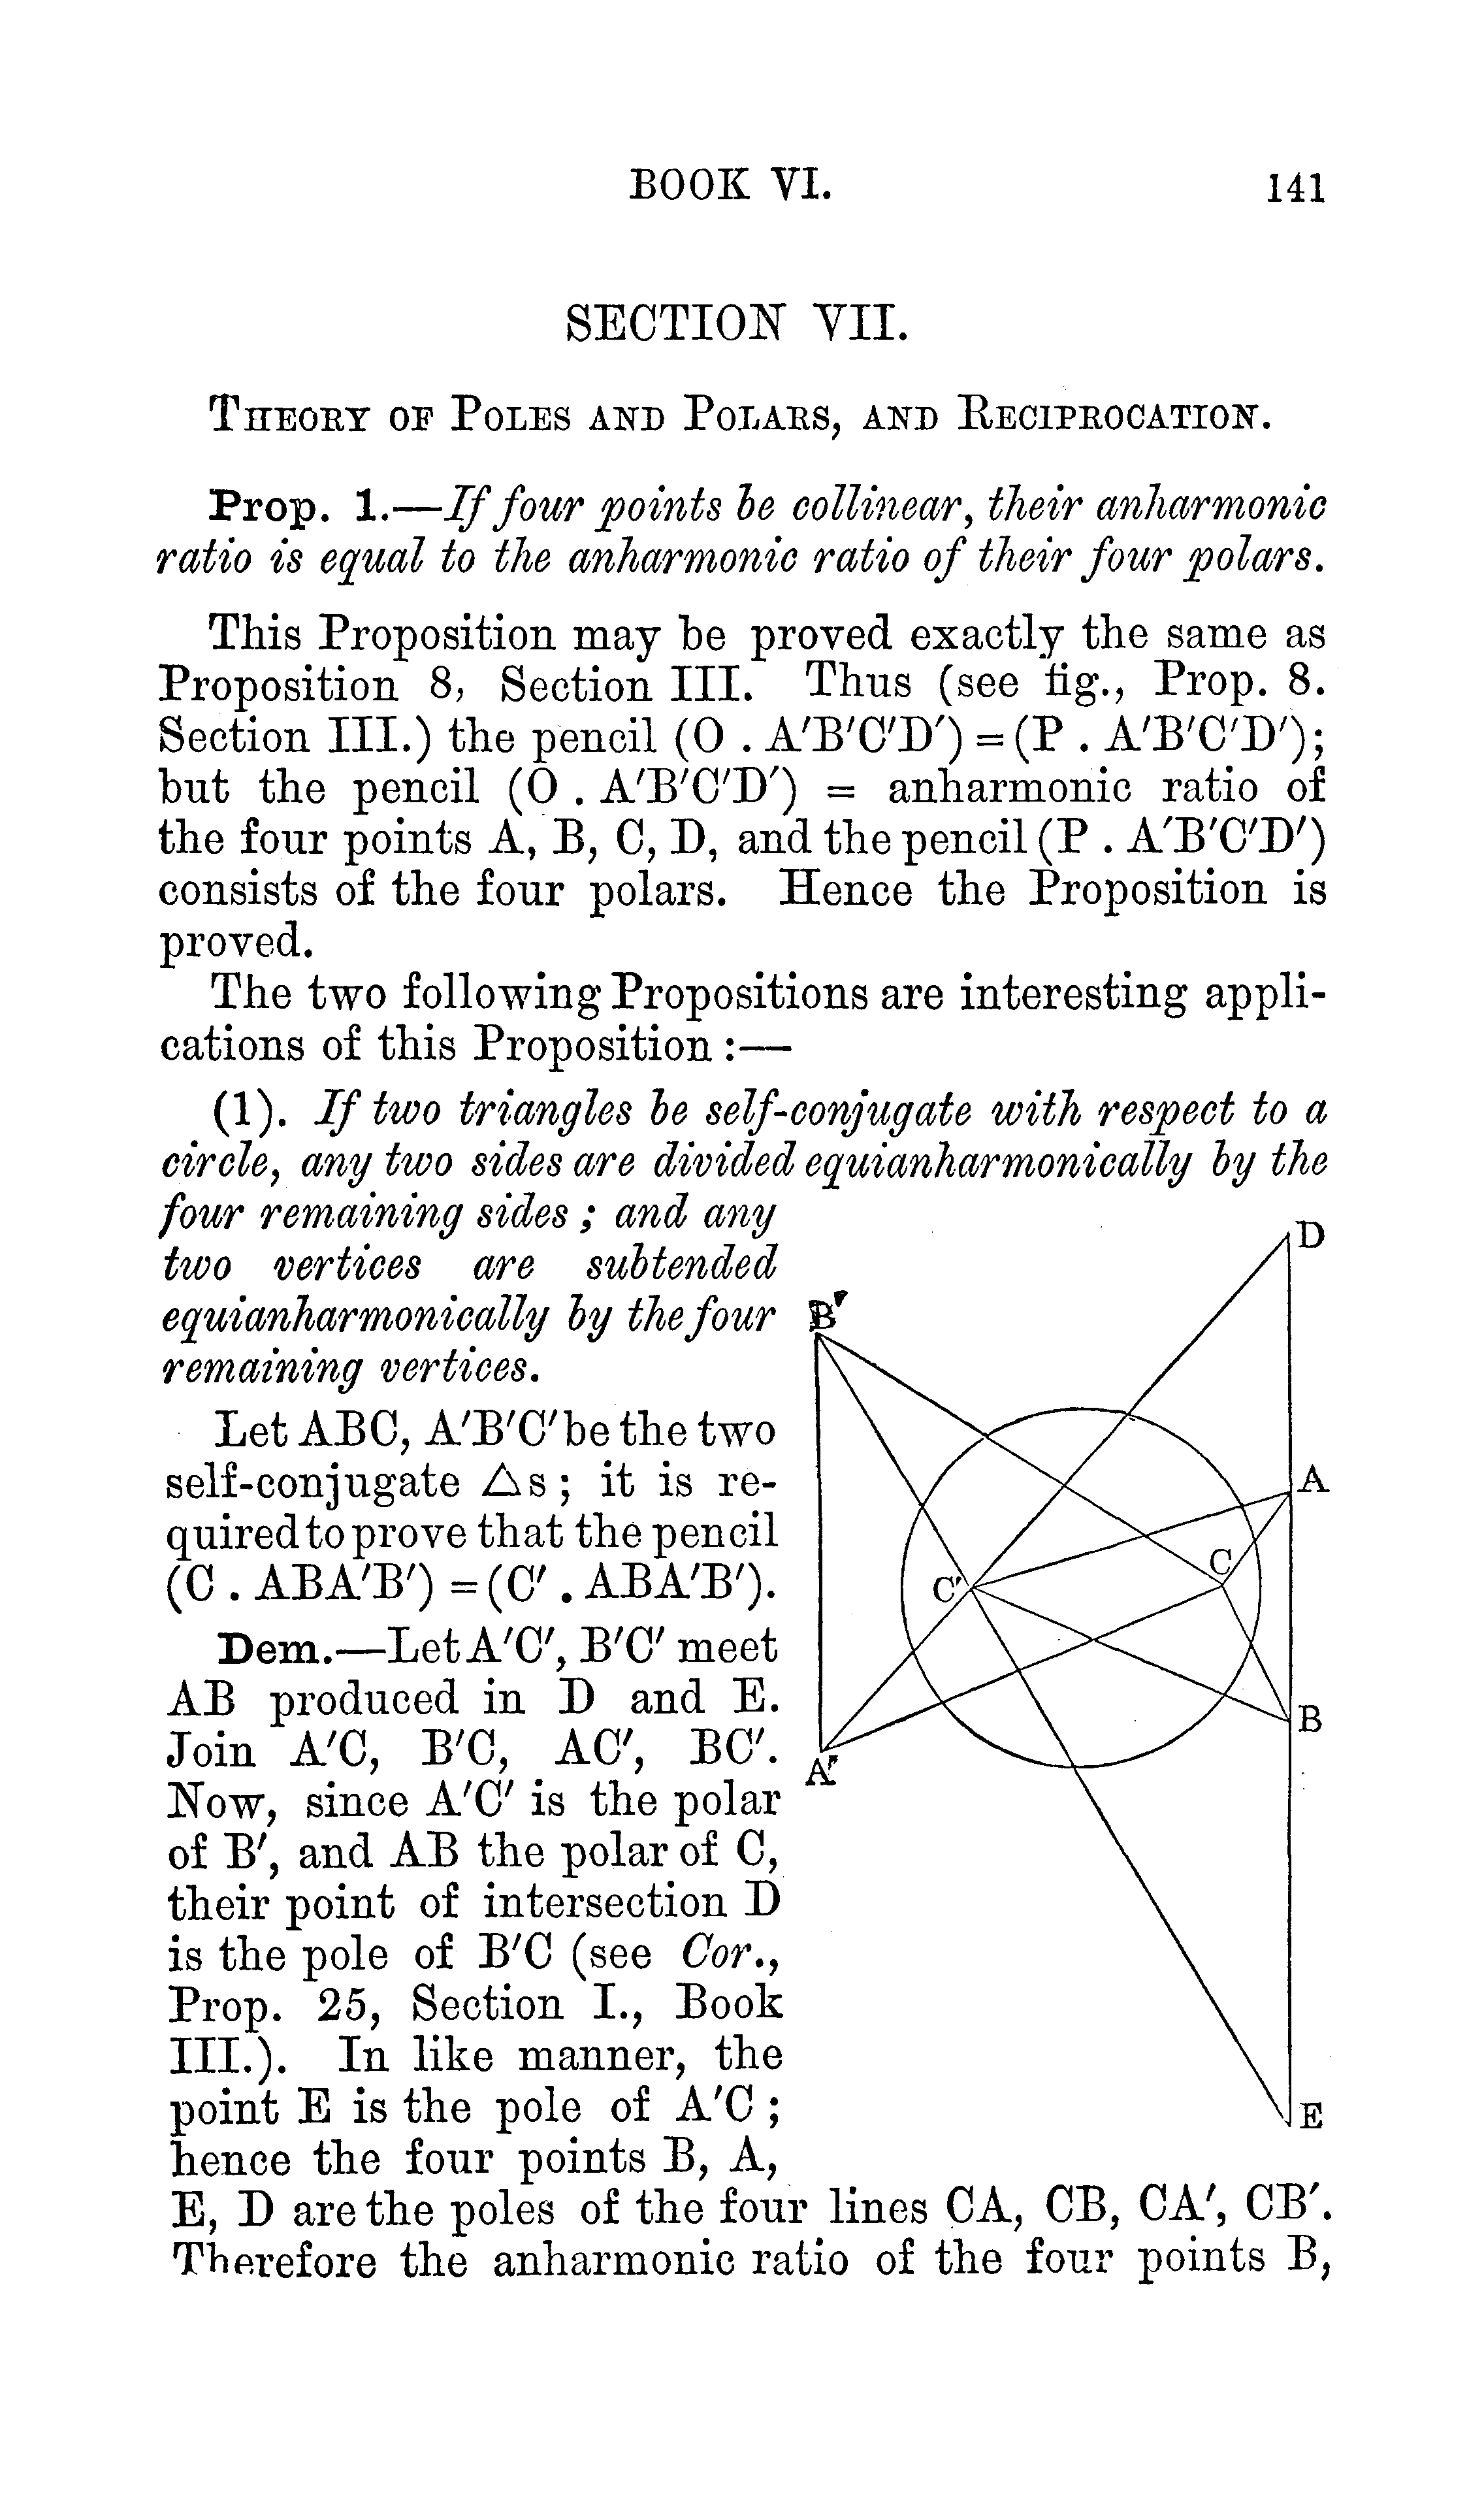 BOOK VI. 141
SECTION VII.
THEORY OF POLES AND POLARS, AND RECIPROCATION.
Prop. 1.—If four points be collinear, their anharmonic
ratio is equal to the anharmonic ratio of their four polars.
This Proposition may be proved exactly the same as
Proposition 8, Section III. Thus (see fig., Prop. 8.
Section III.) the pencil (O . A′B′C′D′) = (P . A′B′C′D′);
but the pencil (O . A′B′C′D′) = anharmonic ratio of
the four points A, B, C, D, and the pencil (P . A′B′C′D′)
consists of the four polars. Hence the Proposition is
proved.
The two following Propositions are interesting appli-
cations of this Proposition :—
(1). If two triangles be self-conjugate with respect to a
circle, any two sides are divided equianharmonically by the
four remaining sides ; and any
two vertices are subtended
equianharmonically by the four
remaining vertices.
Let ABC, A′B′C′ be the two
self-conjugate △s ; it is re-
quired to prove that the pencil
(C . ABA′B′) = (C′ . ABA′B′).
Dem.—Let A′C′, B′C′ meet
AB produced in D and E.
Join A′C, B′C, AC′, BC′.
Now, since A′C′ is the polar
of B′, and AB the polar of C,
their point of intersection D
is the pole of B′C (see Cor.,
Prop. 25, Section I., Book
III.). In like manner, the
point E is the pole of A′C ;
hence the four points B, A,
E, D are the poles of the four lines CA, CB, CA′, CB′.
Therefore the anharmonic ratio of the four points B,
D
B′
A
C
C′
B
A′
E